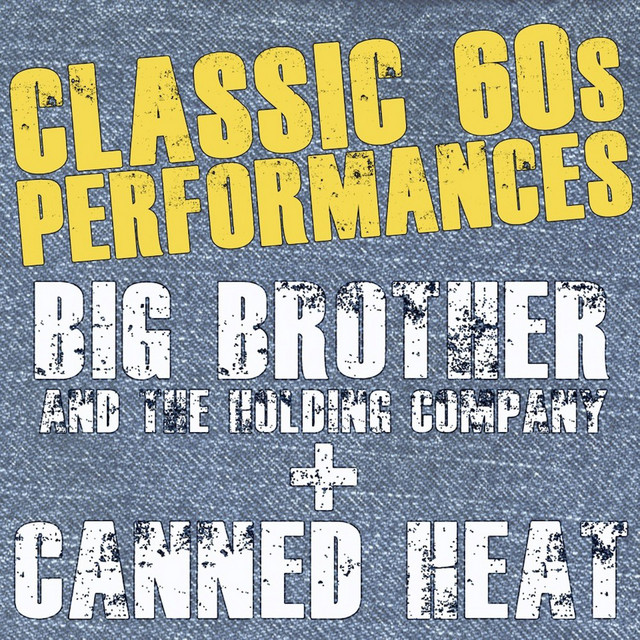 CLASSIC 60s
PERFORMANCES
BIG BROTHER
AND THE HOLDING COMPANY
+
CANNED HEAT